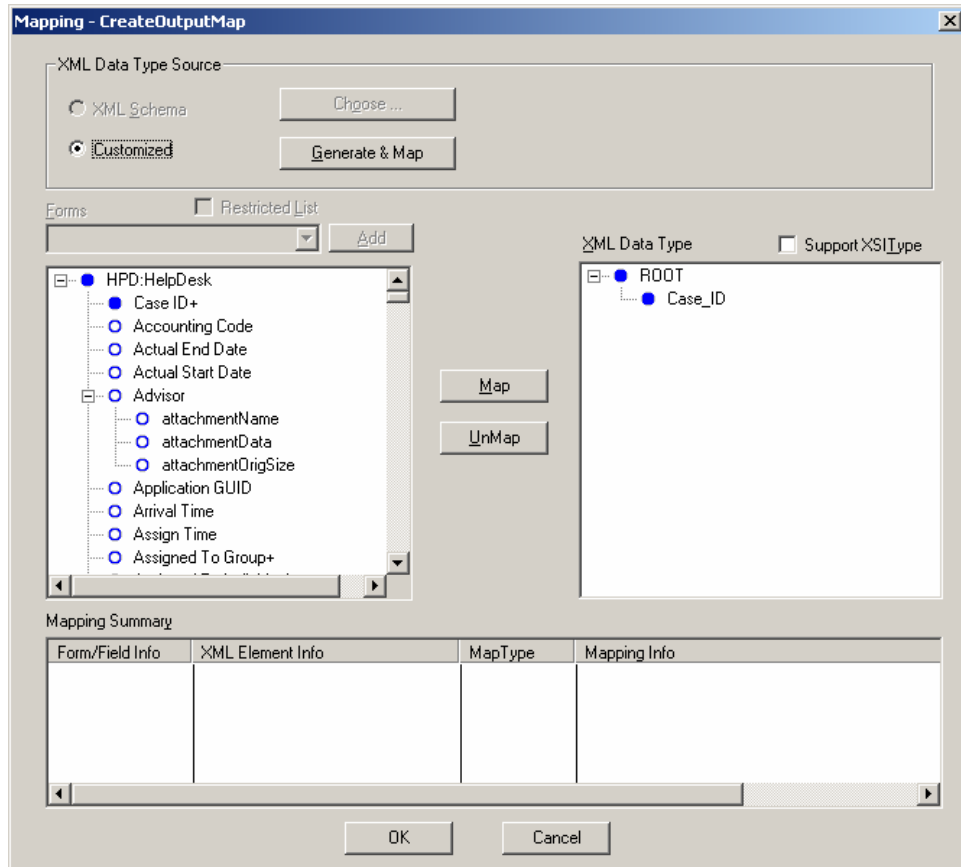 Mapping - CreateOutputMap
XML Data Type Source
XML Schema
Choose ...
Customized
Generate & Map
Forms
Restricted List
Add
HPD:HelpDesk
Case ID+
Accounting Code
Actual End Date
Actual Start Date
Advisor
attachmentName
attachmentData
attachmentOrigSize
Application GUID
Arrival Time
Assign Time
Assigned To Group+
Map
UnMap
XML Data Type
Support XSIType
ROOT
Case_ID
Mapping Summary
Form/Field Info
XML Element Info
MapType
Mapping Info
OK
Cancel